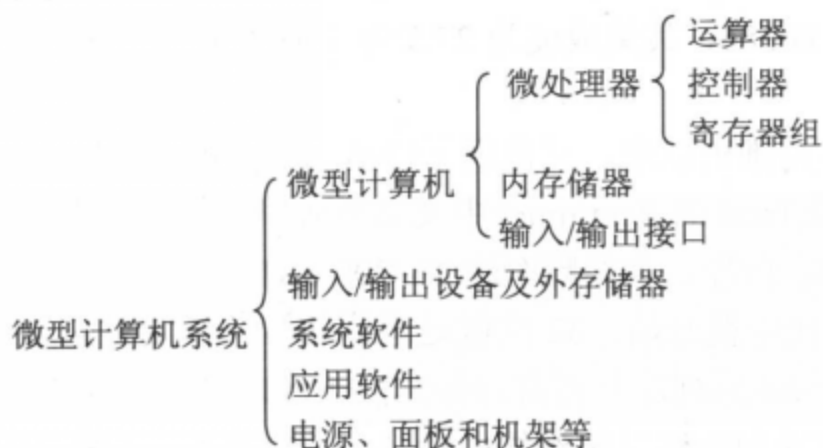 运算器
微处理器 控制器
寄存器组
微型计算机 内存储器
输入/输出接口
输入/输出设备及外存储器
微型计算机系统 系统软件
应用软件
电源、面板和机架等